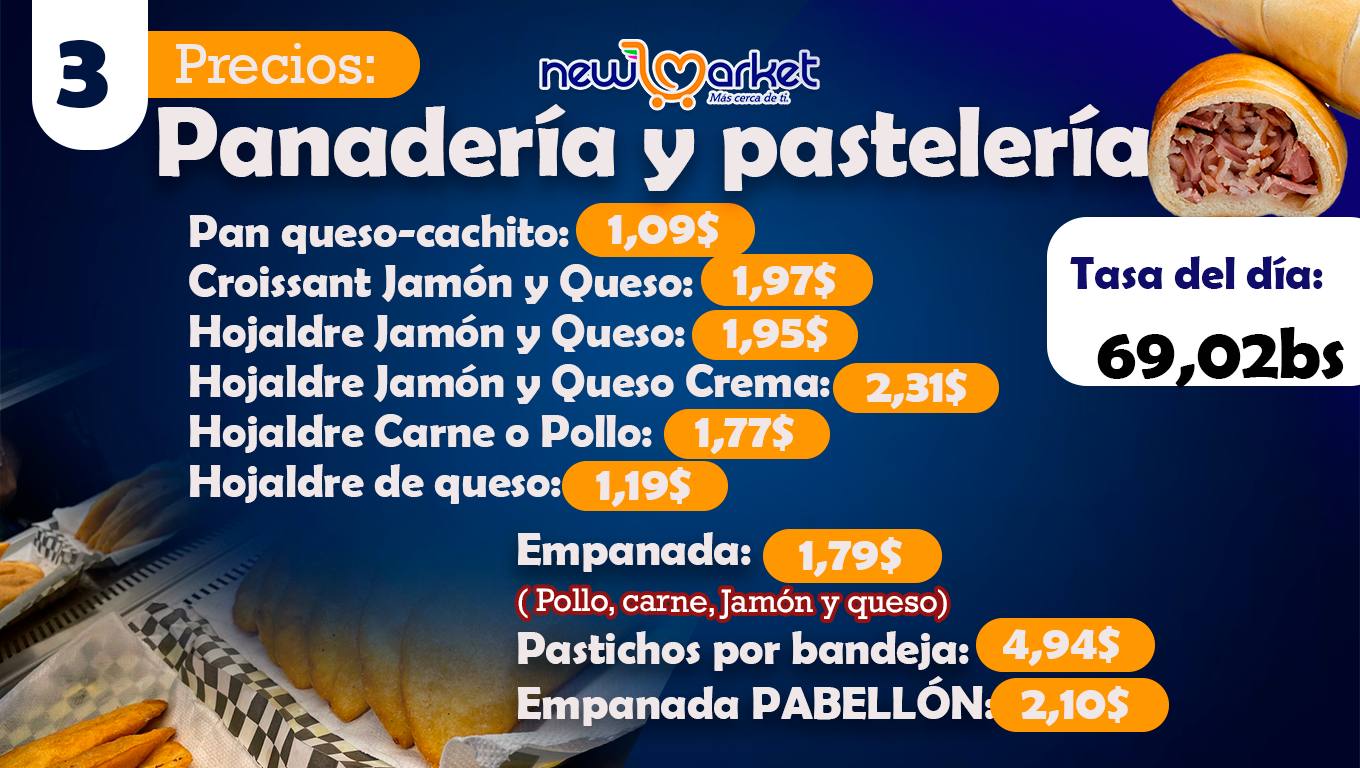 3
Precios:
new market
Más cerca de ti.
Panadería y pastelería
Pan queso-cachito: 1,09$
Croissant Jamón y Queso: 1,97$
Hojaldre Jamón y Queso: 1,95$
Hojaldre Jamón y Queso Crema: 2,31$
Hojaldre Carne o Pollo: 1,77$
Hojaldre de queso: 1,19$
Tasa del día:
69,02bs
Empanada: 1,79$
( Pollo, carne, Jamón y queso)
Pastichos por bandeja: 4,94$
Empanada PABELLÓN: 2,10$